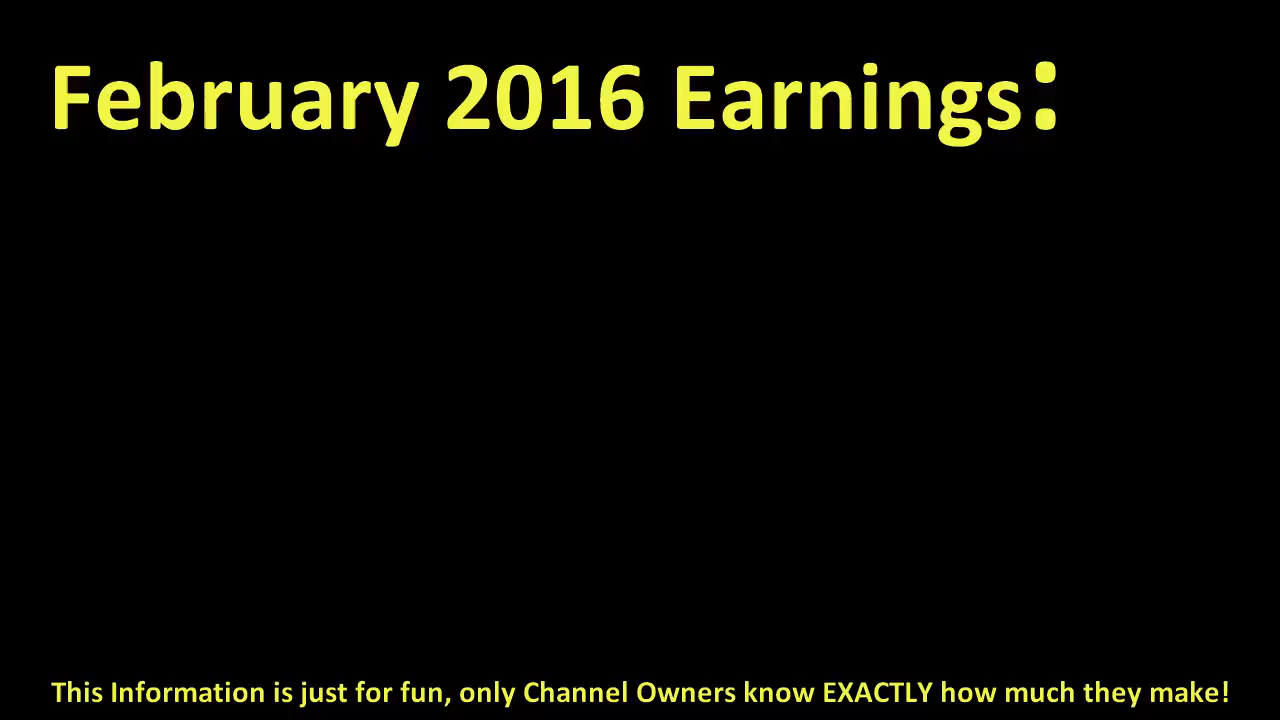 February 2016 Earnings:
This Information is just for fun, only Channel Owners know EXACTLY how much they make!